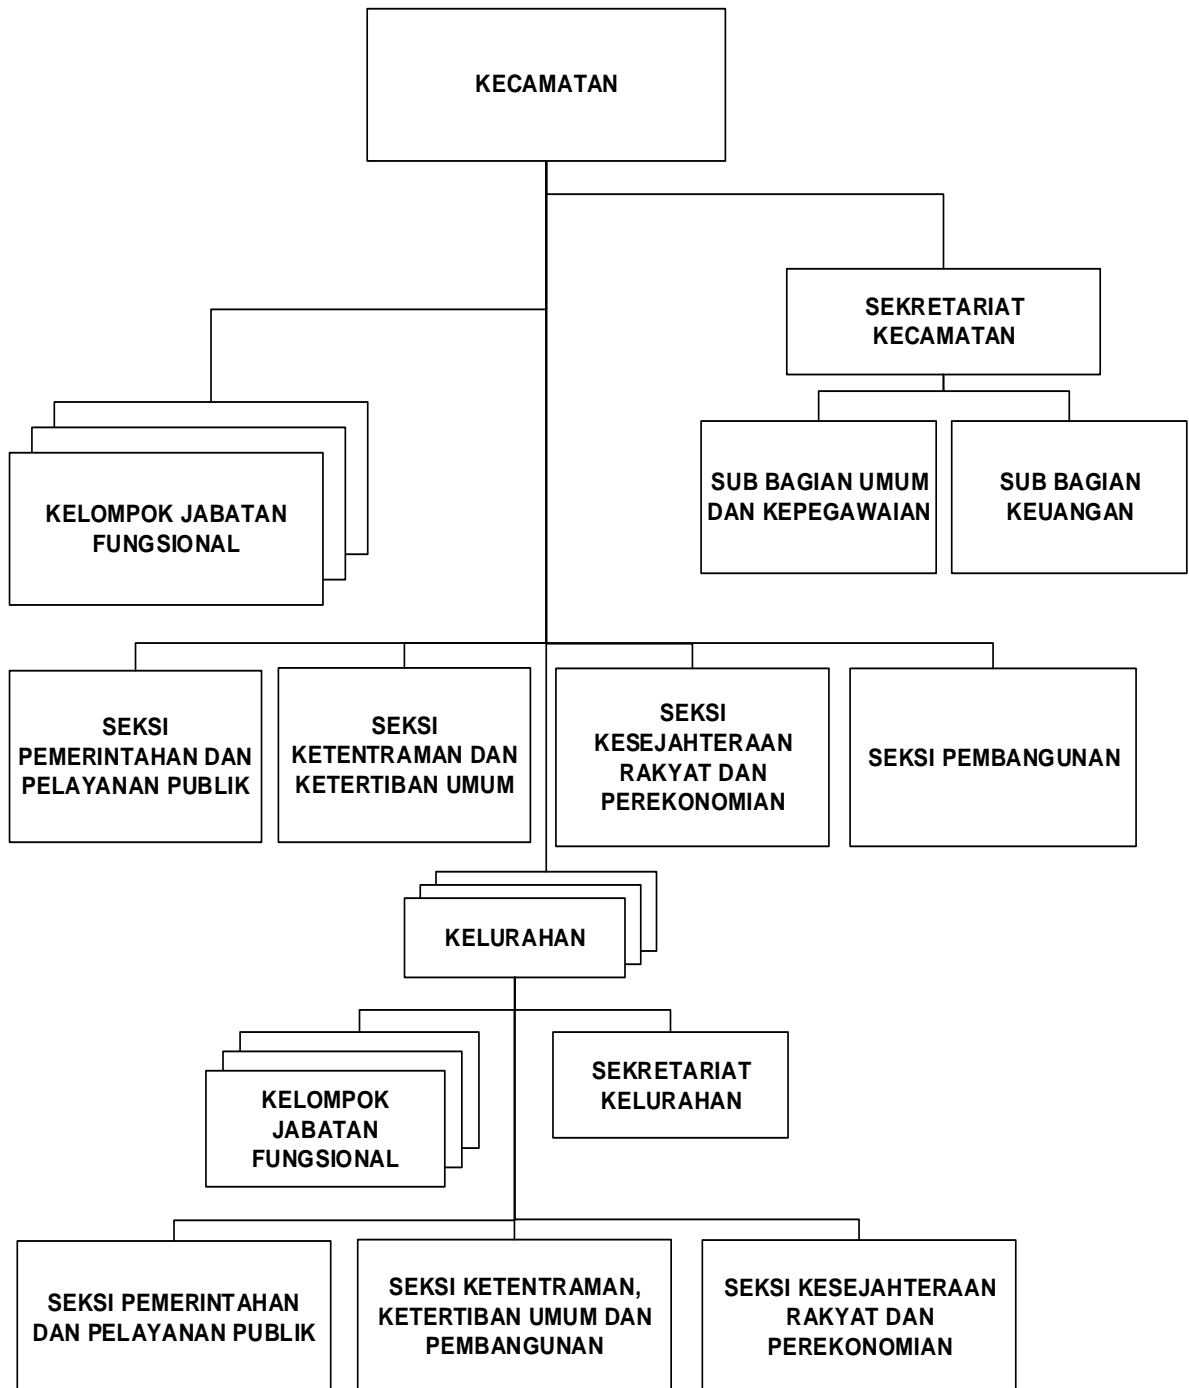 KECAMATAN
SEKRETARIAT
KECAMATAN
KELOMPOK JABATAN
FUNGSIONAL
SUB BAGIAN UMUM
DAN KEPEGAWAIAN
SUB BAGIAN
KEUANGAN
SEKSI
PEMERINTAHAN DAN
PELAYANAN PUBLIK
SEKSI
KETENTRAMAN DAN
KETERTIBAN UMUM
SEKSI
KESEJAHTERAAN
RAKYAT DAN
PEREKONOMIAN
SEKSI PEMBANGUNAN
KELURAHAN
KELOMPOK
JABATAN
FUNGSIONAL
SEKRETARIAT
KELURAHAN
SEKSI PEMERINTAHAN
DAN PELAYANAN PUBLIK
SEKSI KETENTRAMAN,
KETERTIBAN UMUM DAN
PEMBANGUNAN
SEKSI KESEJAHTERAAN
RAKYAT DAN
PEREKONOMIAN